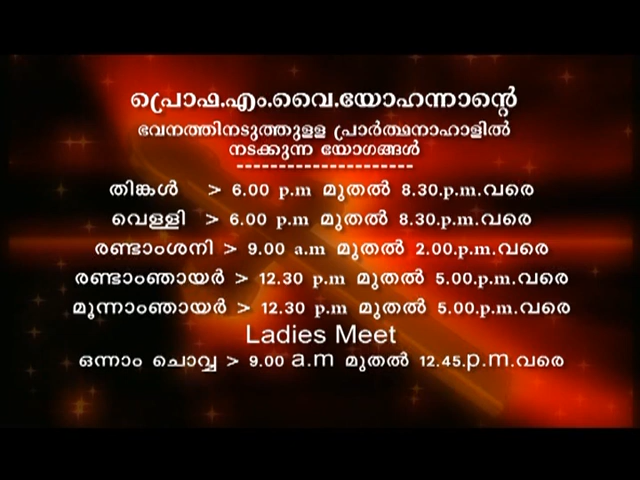 പ്രൊഫ.എം.വൈ.യോഹന്നാന്റെ
ഭവനത്തിനടുത്തുളള പ്രാർത്ഥനാഹാളിൽ
നടക്കുന്ന യോഗങ്ങൾ
----------------------
തിങ്കൾ > 6.00 p.m മുതൽ 8.30.p.m.വരെ
വെള്ളി > 6.00 p.m മുതൽ 8.30.p.m.വരെ
രണ്ടാംശനി > 9.00 a.m മുതൽ 2.00.p.m.വരെ
രണ്ടാംഞായർ > 12.30 p.m മുതൽ 5.00.p.m.വരെ
മൂന്നാംഞായർ > 12.30 p.m മുതൽ 5.00.p.m.വരെ
Ladies Meet
ഒന്നാം ചൊവ്വ > 9.00 a.m മുതൽ 12.45.p.m.വരെ